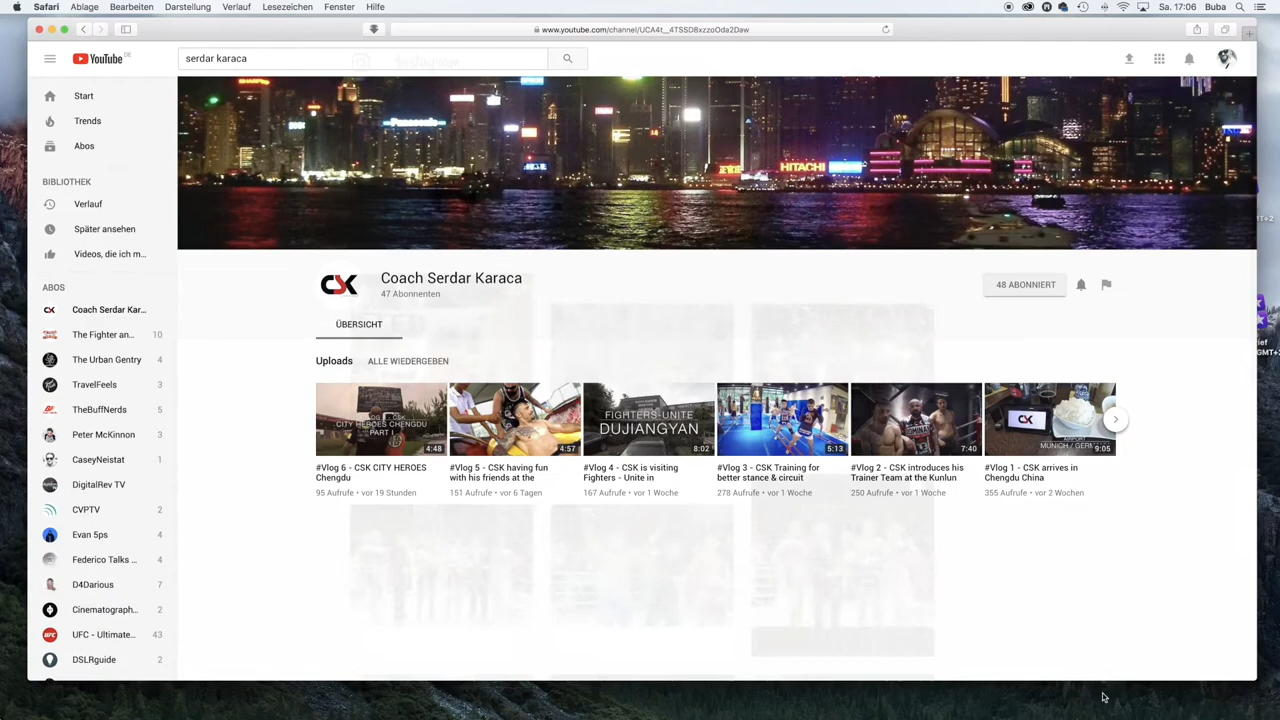 Safari Ablage Bearbeiten Darstellung Verlauf Lesezeichen Fenster Hilfe Sa. 17:06 Buba
www.youtube.com/channel/UCA4t__4TSSD8xzzoOda2Daw
YouTube DE
serdar karaca
Instagram
Start
Trends
Abos
BIBLIOTHEK
Verlauf
Später ansehen
Videos, die ich m...
ABOS
Coach Serdar Kar...
The Fighter an... 10
The Urban Gentry 4
TravelFeels 3
TheBuffNerds 5
Peter McKinnon 3
CaseyNeistat 1
DigitalRev TV
CVPTV 2
Evan 5ps 4
Federico Talks ... 4
D4Darious 7
Cinematograph... 2
UFC - Ultimate... 43
DSLRguide 2
Panasonic
HITACHI
CSK
Coach Serdar Karaca
47 Abonnenten
48 ABONNIERT
ÜBERSICHT
Uploads ALLE WIEDERGEBEN
CITY HEROES CHENGDU
PART I
4:48
4:57
FIGHTERS-UNITE
DUJIANGYAN
8:02
5:13
7:40
CK
AIRPORT
MUNICH / GERM
9:05
#Vlog 6 - CSK CITY HEROES
Chengdu
95 Aufrufe • vor 19 Stunden
#Vlog 5 - CSK having fun
with his friends at the
151 Aufrufe • vor 6 Tagen
#Vlog 4 - CSK is visiting
Fighters - Unite in
167 Aufrufe • vor 1 Woche
#Vlog 3 - CSK Training for
better stance & circuit
278 Aufrufe • vor 1 Woche
#Vlog 2 - CSK introduces his
Trainer Team at the Kunlun
250 Aufrufe • vor 1 Woche
#Vlog 1 - CSK arrives in
Chengdu China
355 Aufrufe • vor 2 Wochen